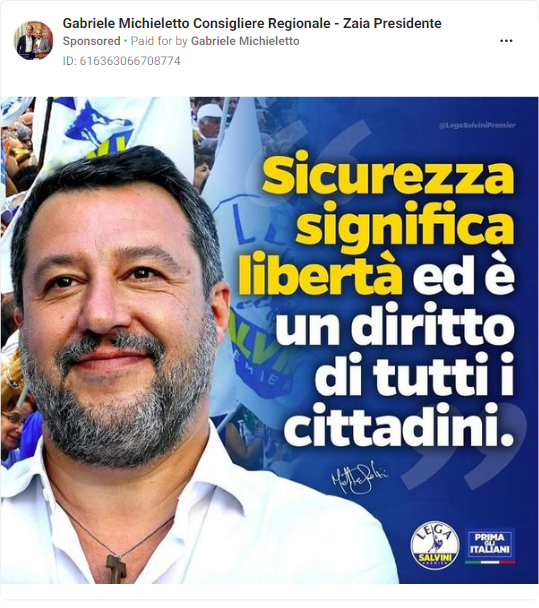 Gabriele Michieletto Consigliere Regionale - Zaia Presidente
Sponsored • Paid for by Gabriele Michieletto
ID: 616363066708774
@LegaSalviniPremier
Sicurezza
significa
libertà ed è
un diritto
di tutti i
cittadini.
LEGA
SALVINI
PREMIER
PRIMA
GLI
ITALIANI